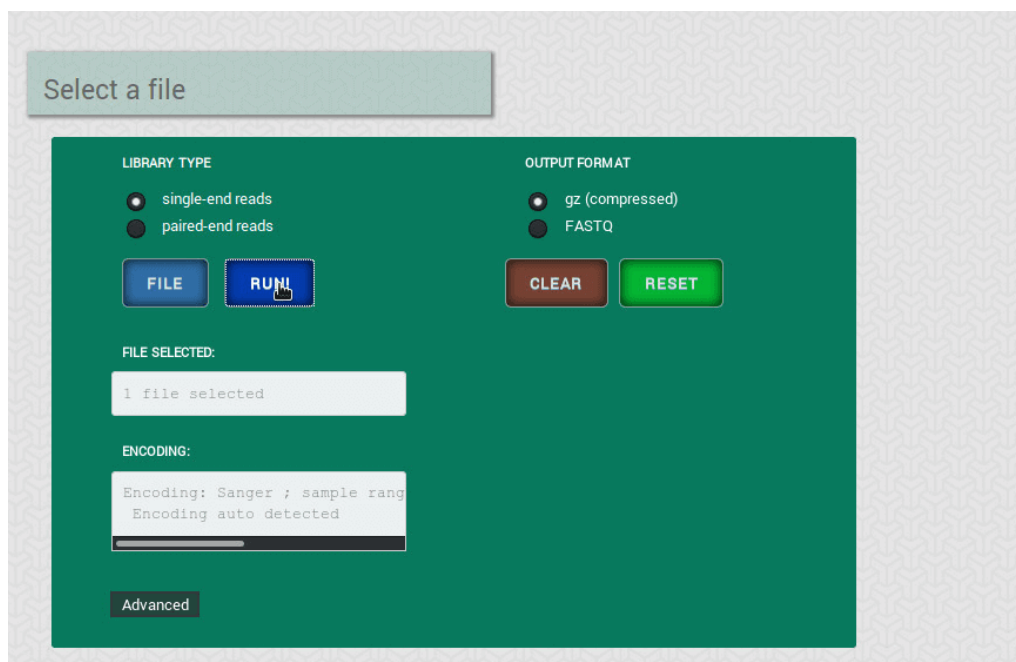 Select a file
LIBRARY TYPE
single-end reads
paired-end reads
OUTPUT FORMAT
gz (compressed)
FASTQ
FILE
RUN!
CLEAR
RESET
FILE SELECTED:
1 file selected
ENCODING:
Encoding: Sanger ; sample rang
Encoding auto detected
Advanced